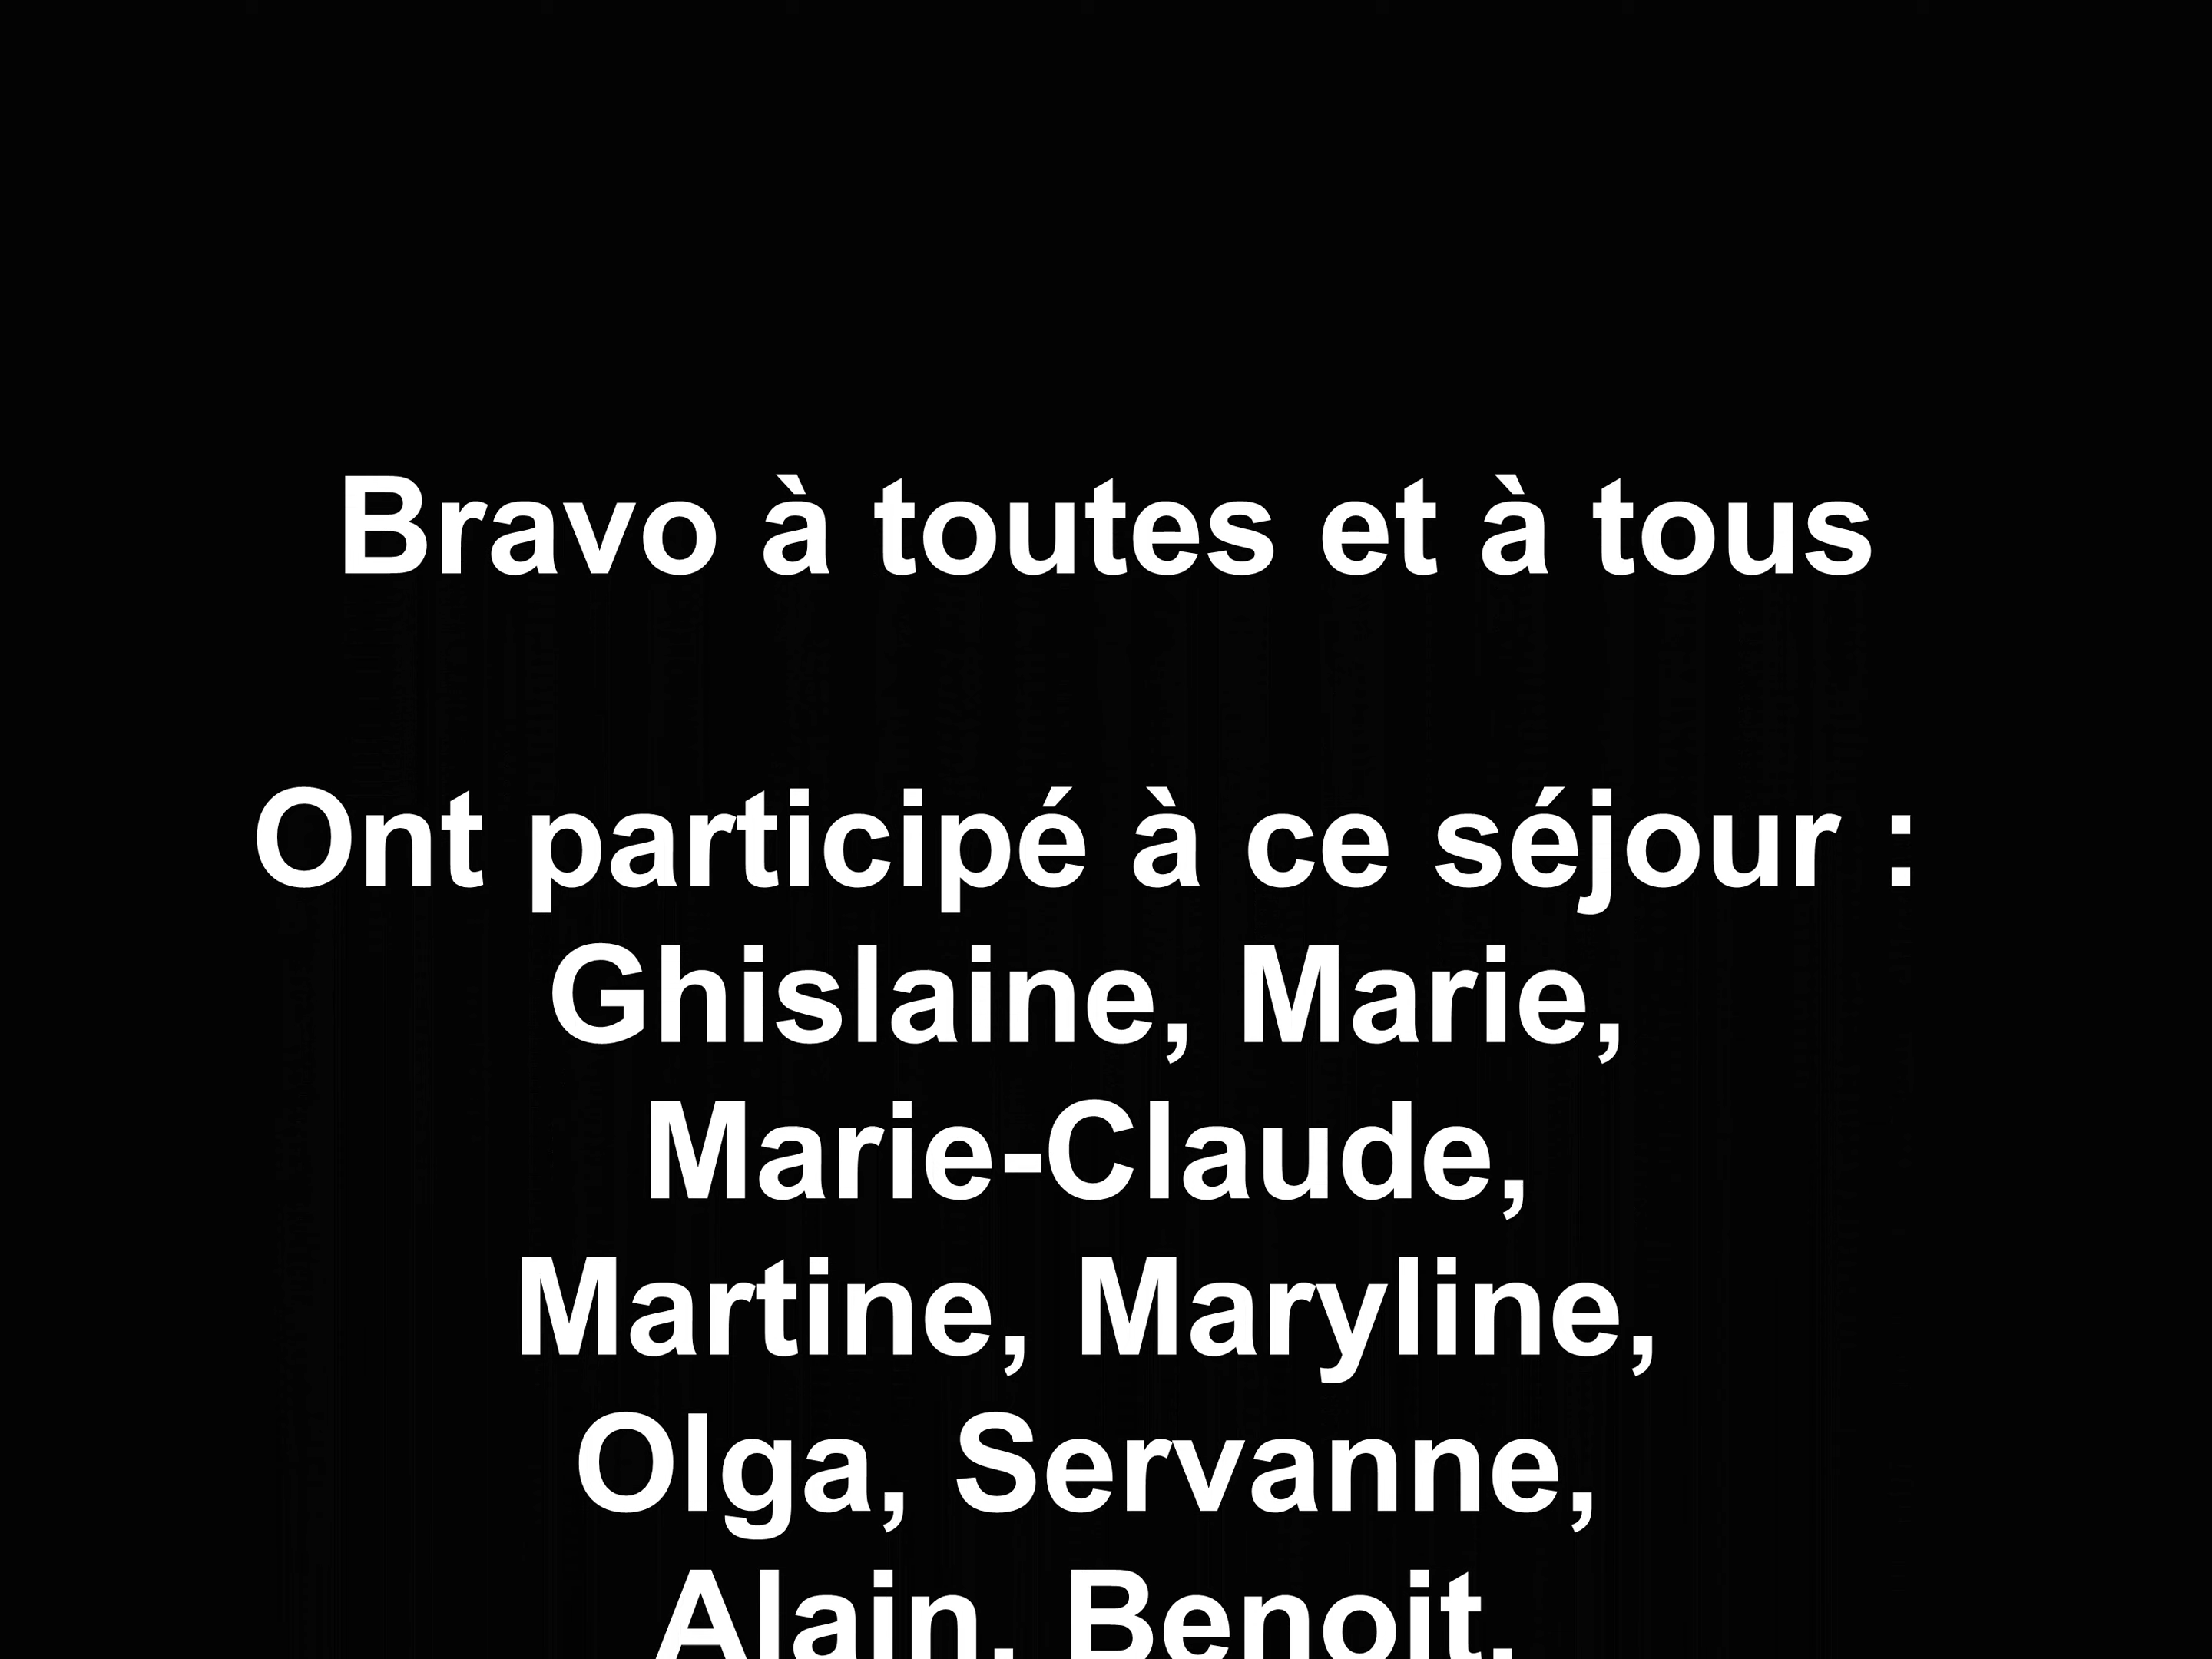 Bravo à toutes et à tous
Ont participé à ce séjour :
Ghislaine, Marie,
Marie-Claude,
Martine, Maryline,
Olga, Servanne,
Alain, Benoit,